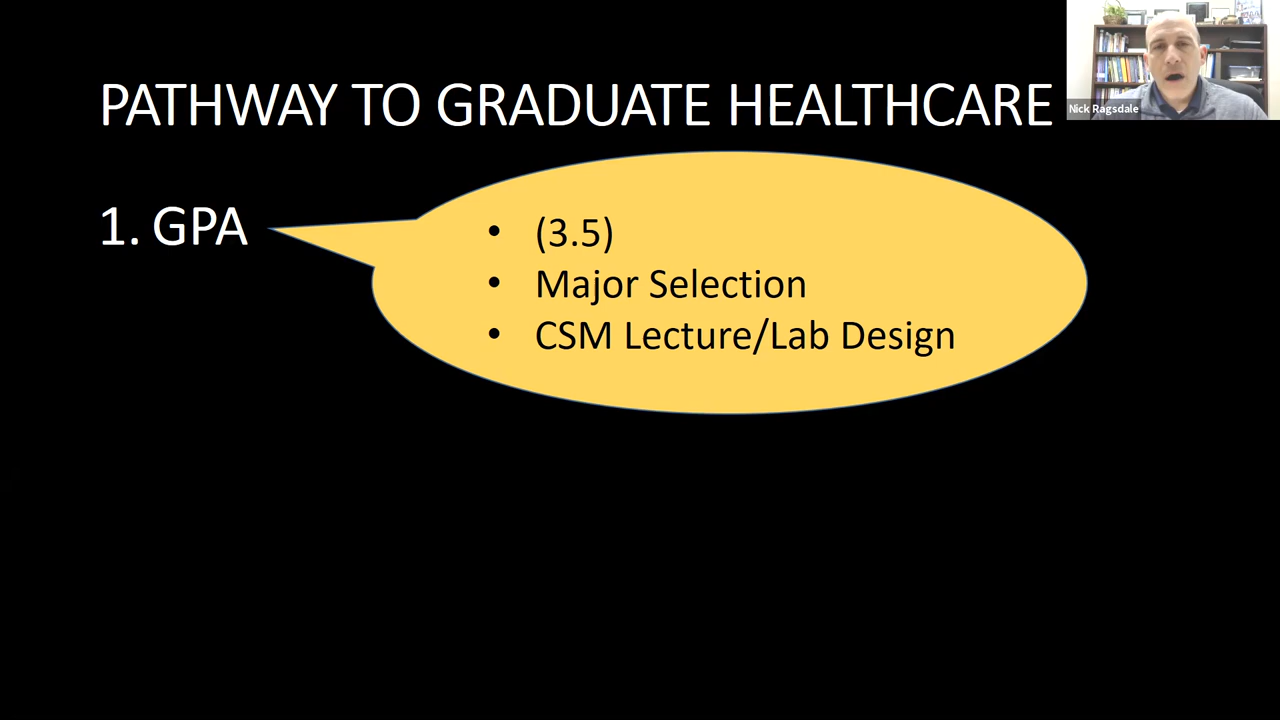 PATHWAY TO GRADUATE HEALTHCARE
Nick Ragsdale
1. GPA
• (3.5)
• Major Selection
• CSM Lecture/Lab Design